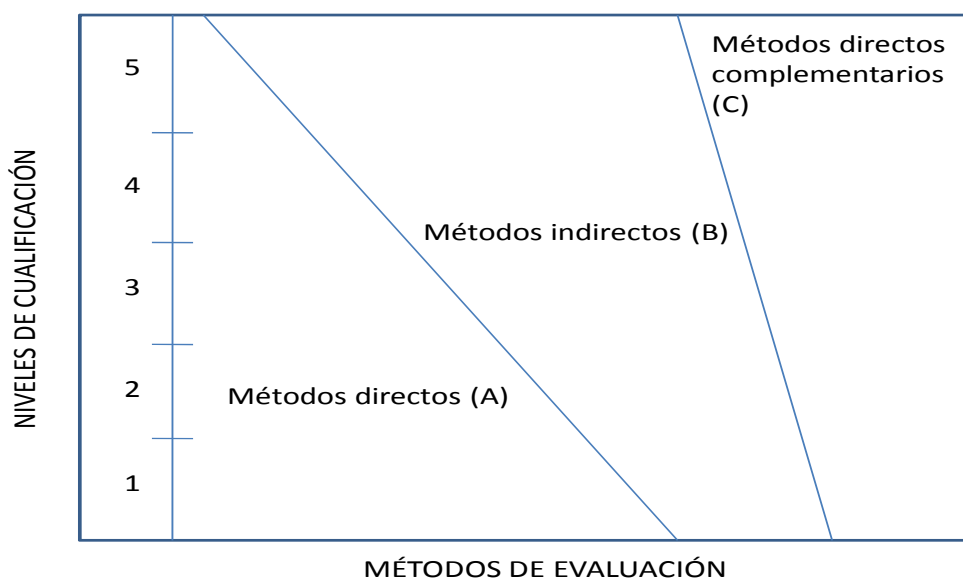 Métodos directos
complementarios
(C)
5
4
Métodos indirectos (B)
3
Métodos directos (A)
2
1
NIVELES DE CUALIFICACIÓN
MÉTODOS DE EVALUACIÓN